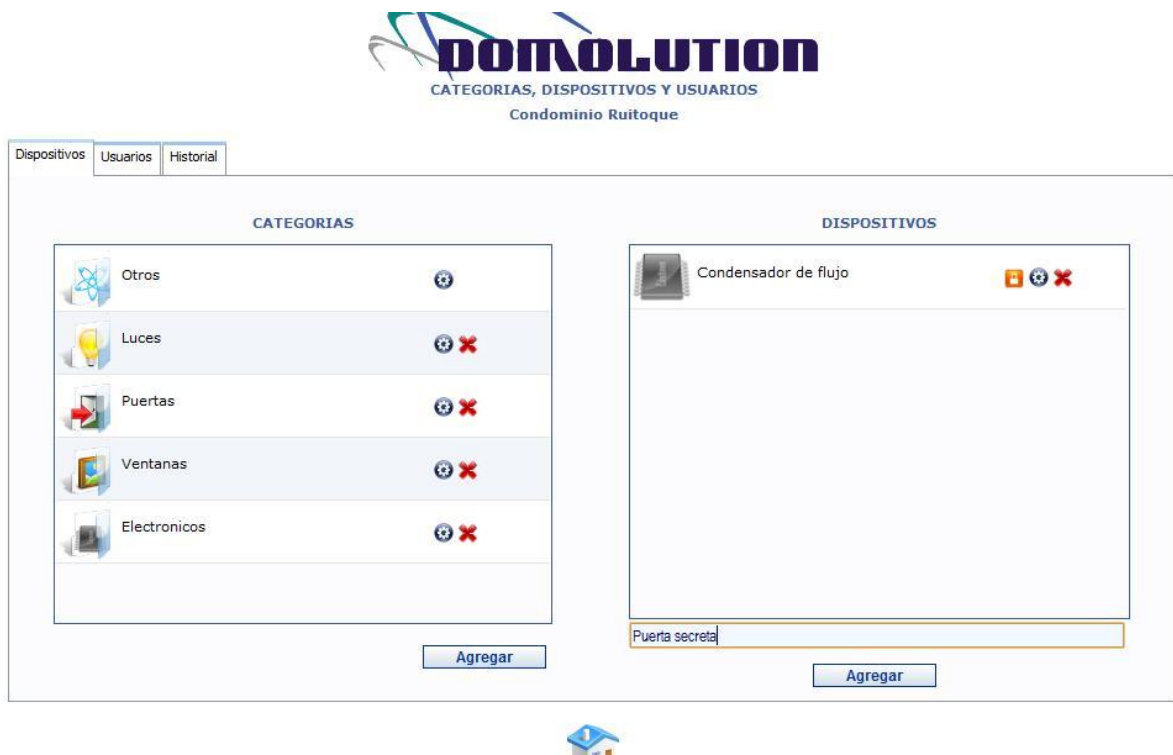 DOMOLUTION
CATEGORIAS, DISPOSITIVOS Y USUARIOS
Condominio Ruitoque
Dispositivos
Usuarios
Historial
CATEGORIAS
Otros
Luces
Puertas
Ventanas
Electronicos
Agregar
DISPOSITIVOS
Condensador de flujo
Puerta secreta
Agregar